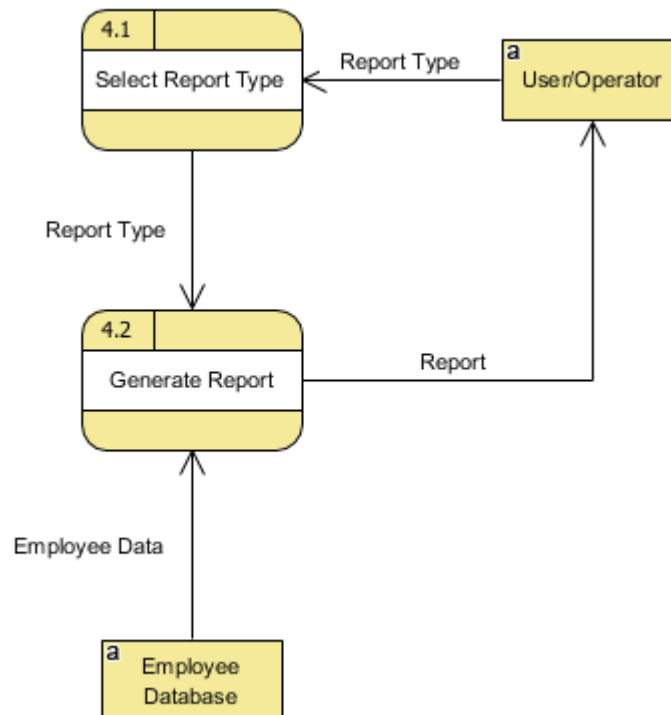 4.1
Select Report Type
Report Type
a
User/Operator
Report Type
4.2
Generate Report
Report
Employee Data
a
Employee
Database